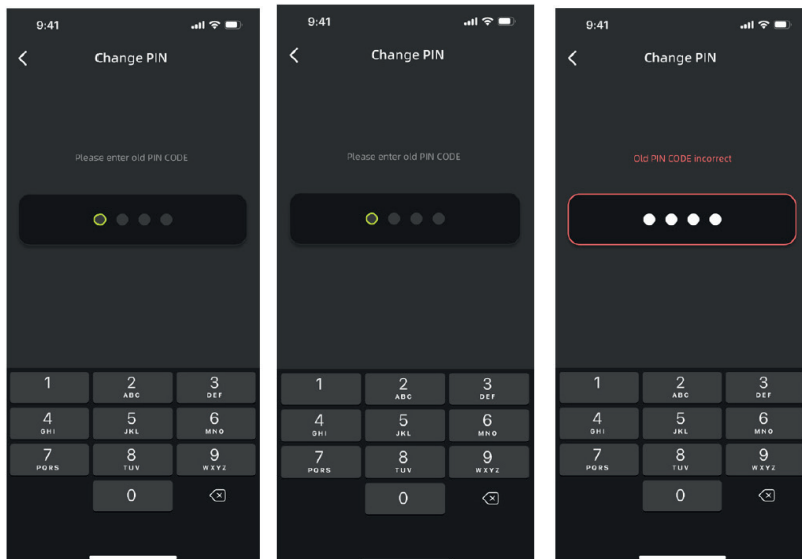 9:41
Change PIN
Please enter old PIN CODE
1
2
ABC
3
DEF
4
GHI
5
JKL
6
MNO
7
PQRS
8
TUV
9
WXYZ
0
9:41
Change PIN
Please enter old PIN CODE
1
2
ABC
3
DEF
4
GHI
5
JKL
6
MNO
7
PQRS
8
TUV
9
WXYZ
0
9:41
Change PIN
Old PIN CODE incorrect
1
2
ABC
3
DEF
4
GHI
5
JKL
6
MNO
7
PQRS
8
TUV
9
WXYZ
0